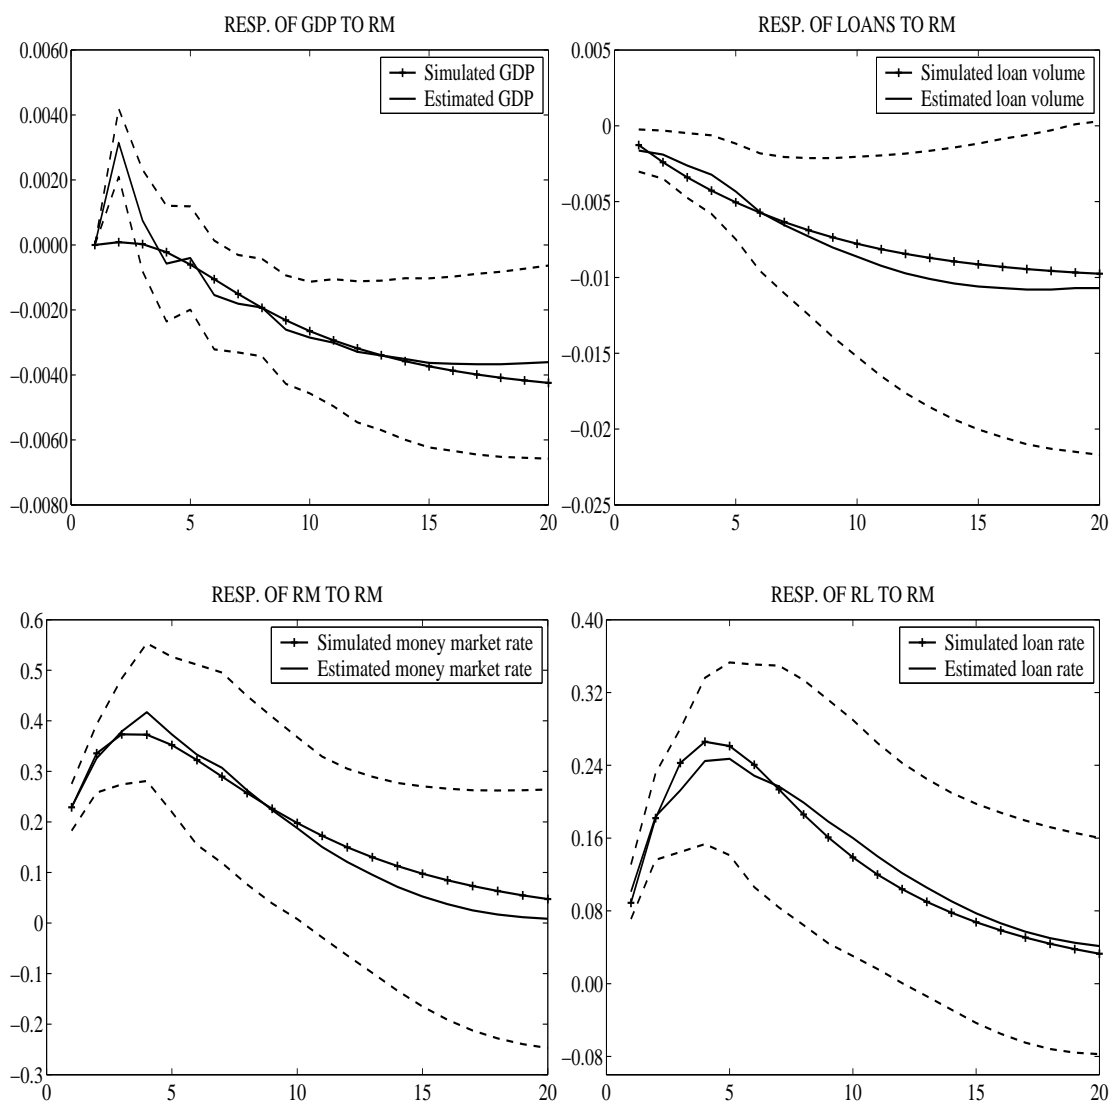 RESP. OF GDP TO RM
0.0060
0.0040
0.0020
0.0000
−0.0020
−0.0040
−0.0060
−0.0080
0 5 10 15 20
Simulated GDP
Estimated GDP
RESP. OF LOANS TO RM
0.005
0
−0.005
−0.01
−0.015
−0.02
−0.025
0 5 10 15 20
Simulated loan volume
Estimated loan volume
RESP. OF RM TO RM
0.6
0.5
0.4
0.3
0.2
0.1
0
−0.1
−0.2
−0.3
0 5 10 15 20
Simulated money market rate
Estimated money market rate
RESP. OF RL TO RM
0.40
0.32
0.24
0.16
0.08
0.00
−0.08
0 5 10 15 20
Simulated loan rate
Estimated loan rate